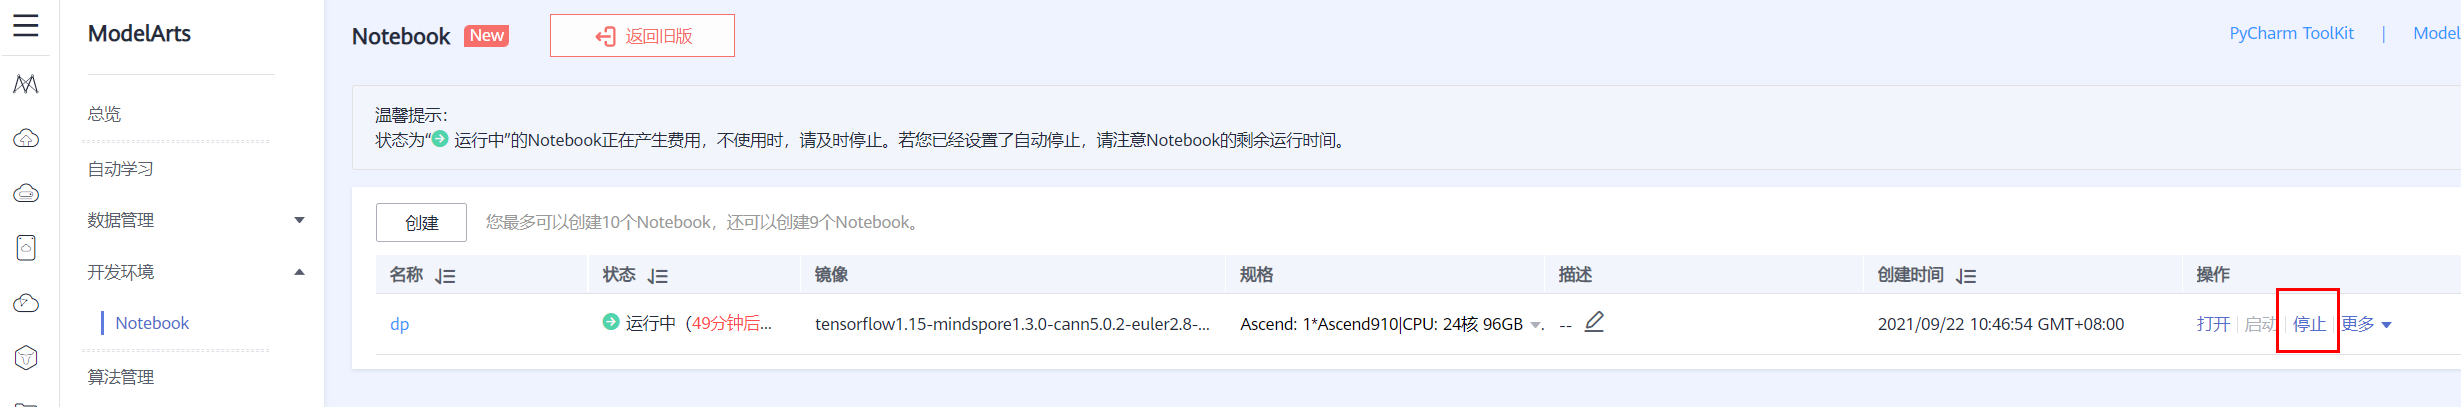 ModelArts
总览
自动学习
数据管理
开发环境
Notebook
算法管理
Notebook New 返回旧版
PyCharm ToolKit | Model
温馨提示：
状态为“ 运行中”的Notebook正在产生费用，不使用时，请及时停止。若您已经设置了自动停止，请注意Notebook的剩余运行时间。
创建 您最多可以创建10个Notebook，还可以创建9个Notebook。
名称 状态 镜像 规格 描述 创建时间 操作
dp 运行中（49分钟后... tensorflow1.15-mindspore1.3.0-cann5.0.2-euler2.8-... Ascend: 1*Ascend910|CPU: 24核 96GB . -- 2021/09/22 10:46:54 GMT+08:00 打开 | 启动 | 停止 | 更多